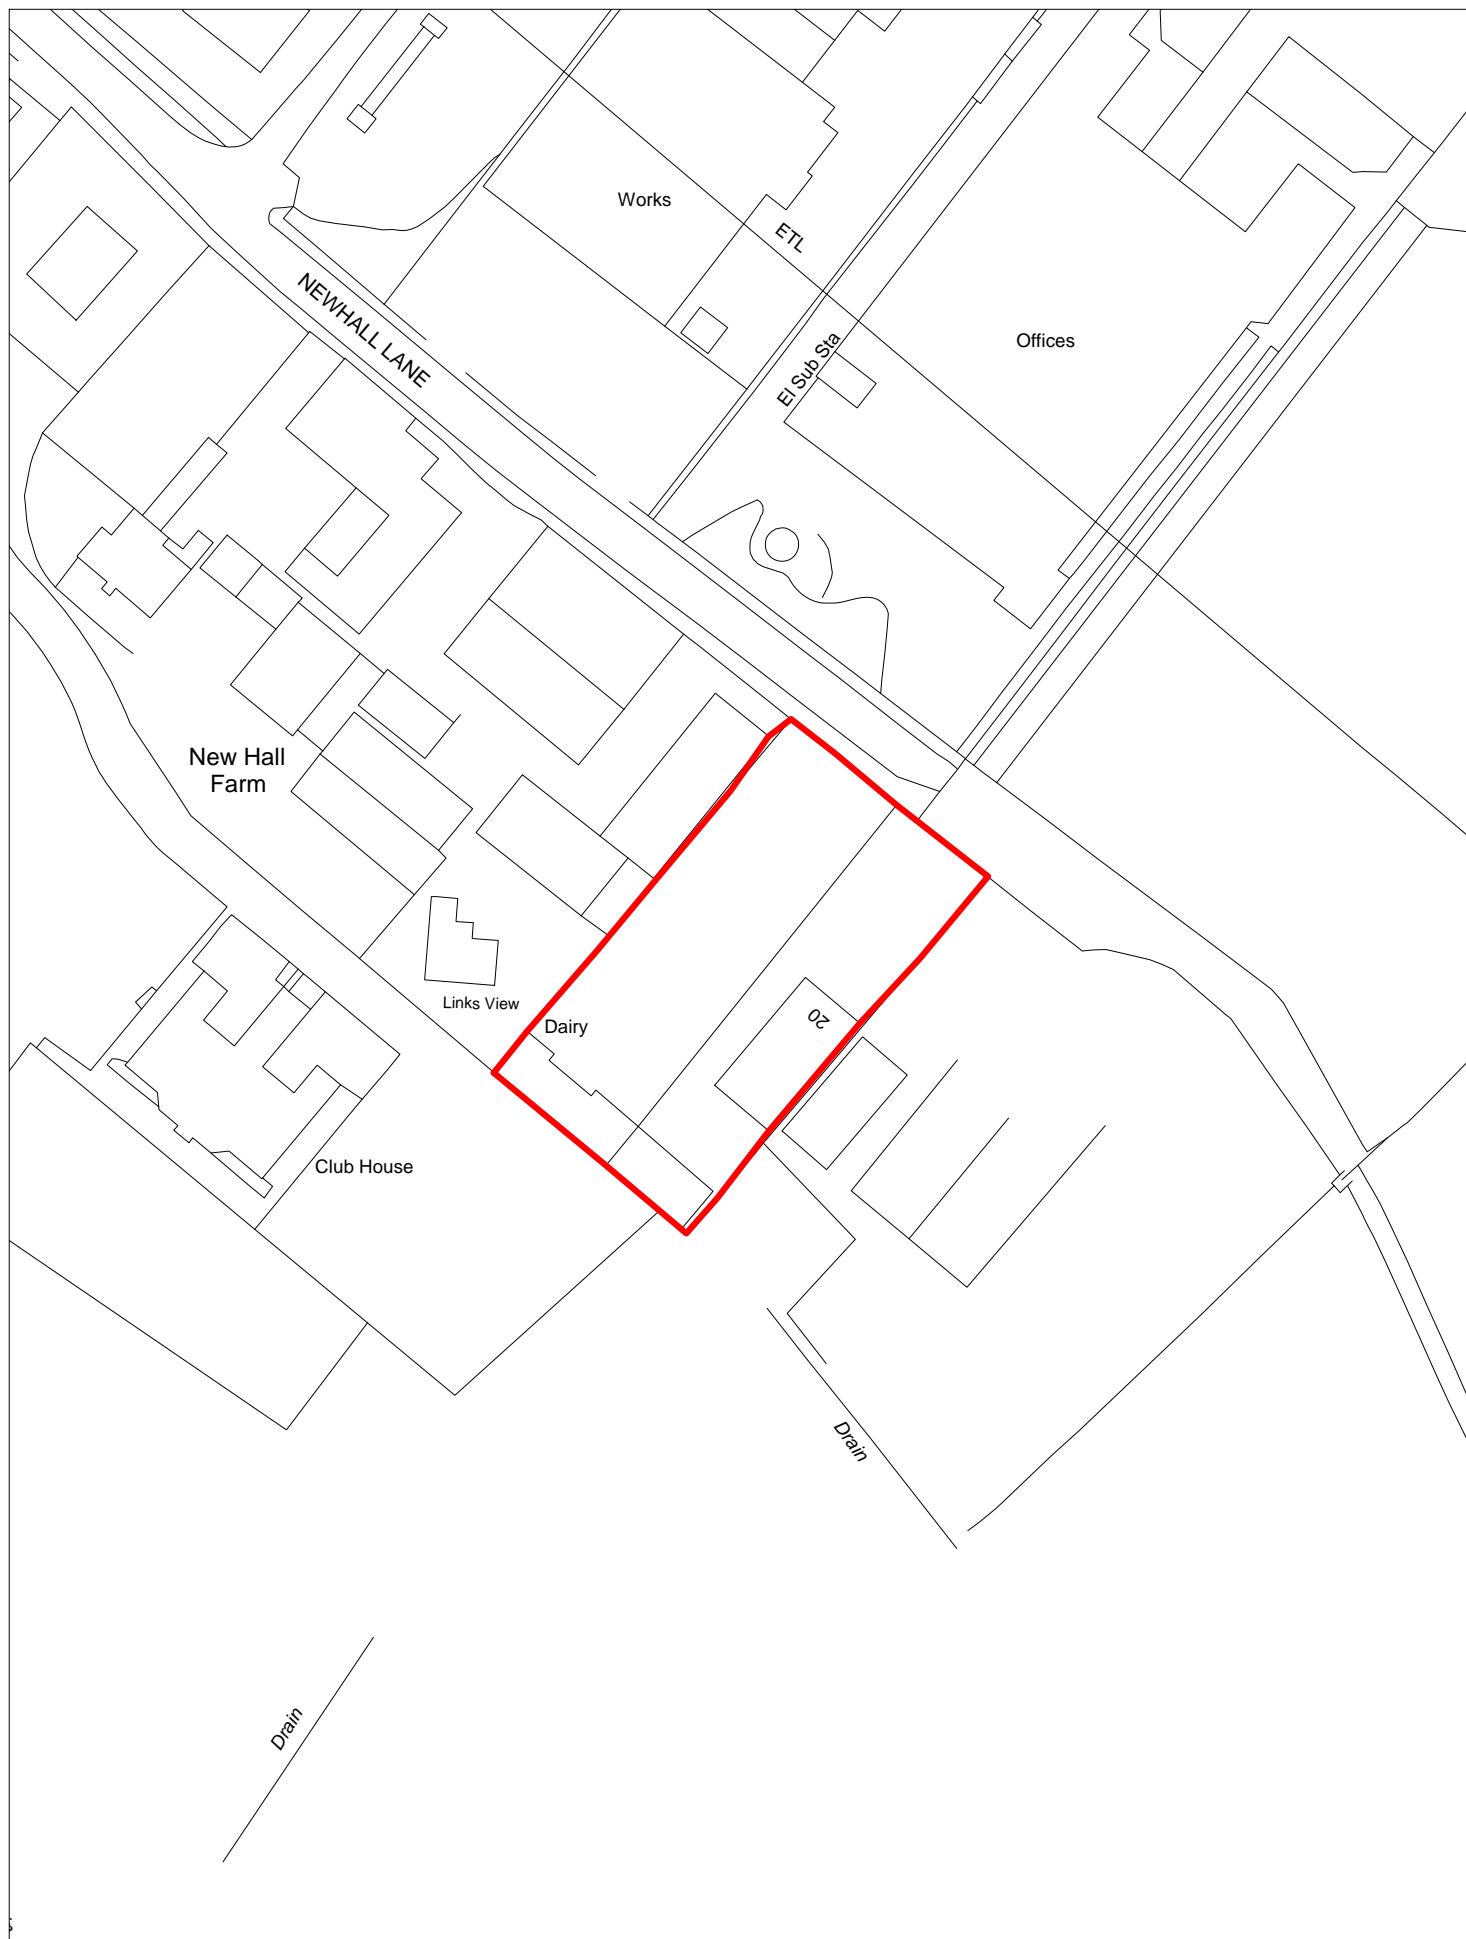 Works
ETL
NEWHALL LANE
El Sub Sta
Offices
New Hall
Farm
Links View
Dairy
20
Club House
Drain
Drain